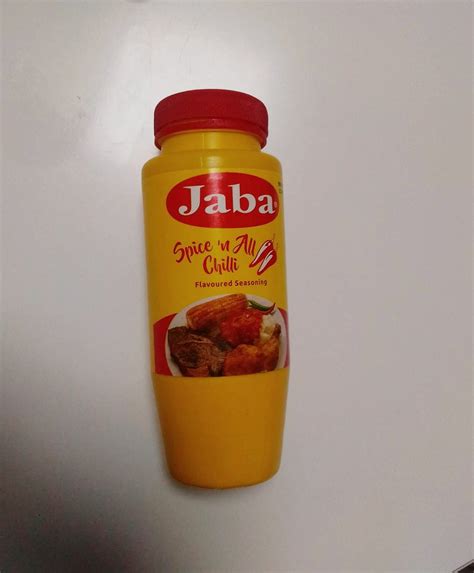 Jaba
Spice 'n All
Chilli
Flavoured Seasoning